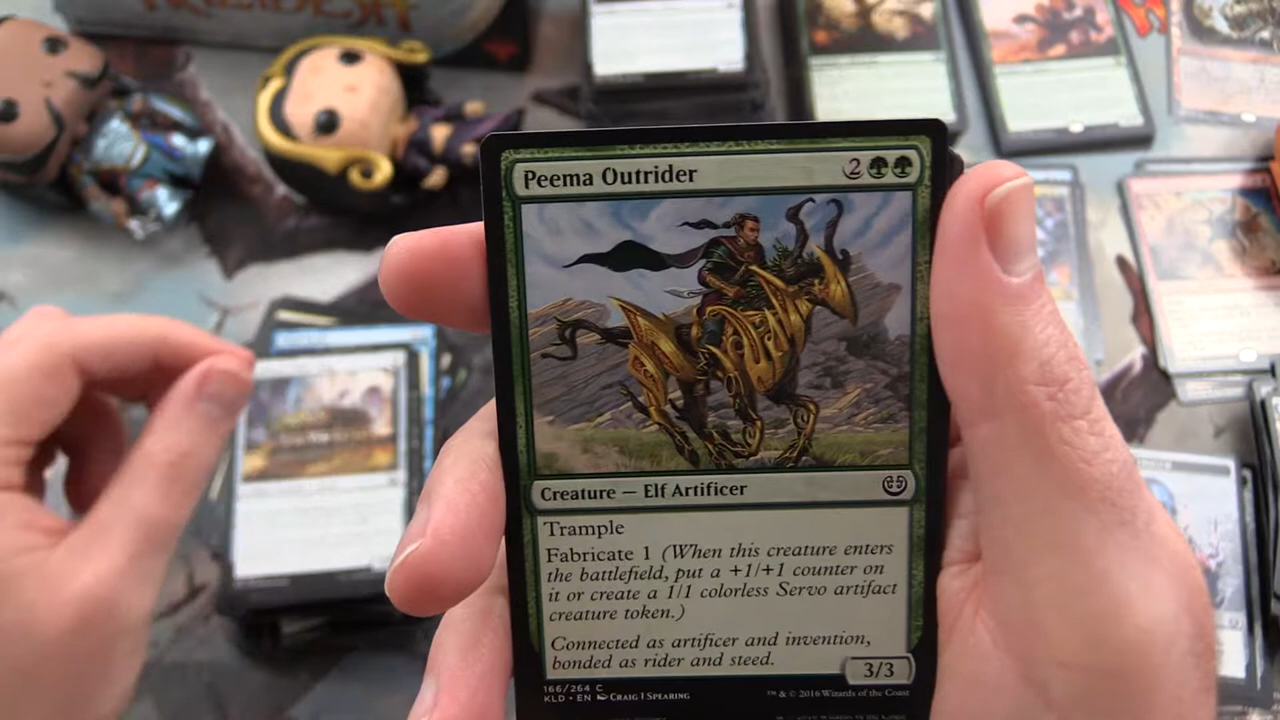 KALADESH
Peema Outrider 2
Creature — Elf Artificer
Trample
Fabricate 1 (When this creature enters
the battlefield, put a +1/+1 counter on
it or create a 1/1 colorless Servo artifact
creature token.)
Connected as artificer and invention,
bonded as rider and steed.
3/3
166/264 C
KLD • EN Craig J Spearing
™ & © 2016 Wizards of the Coast